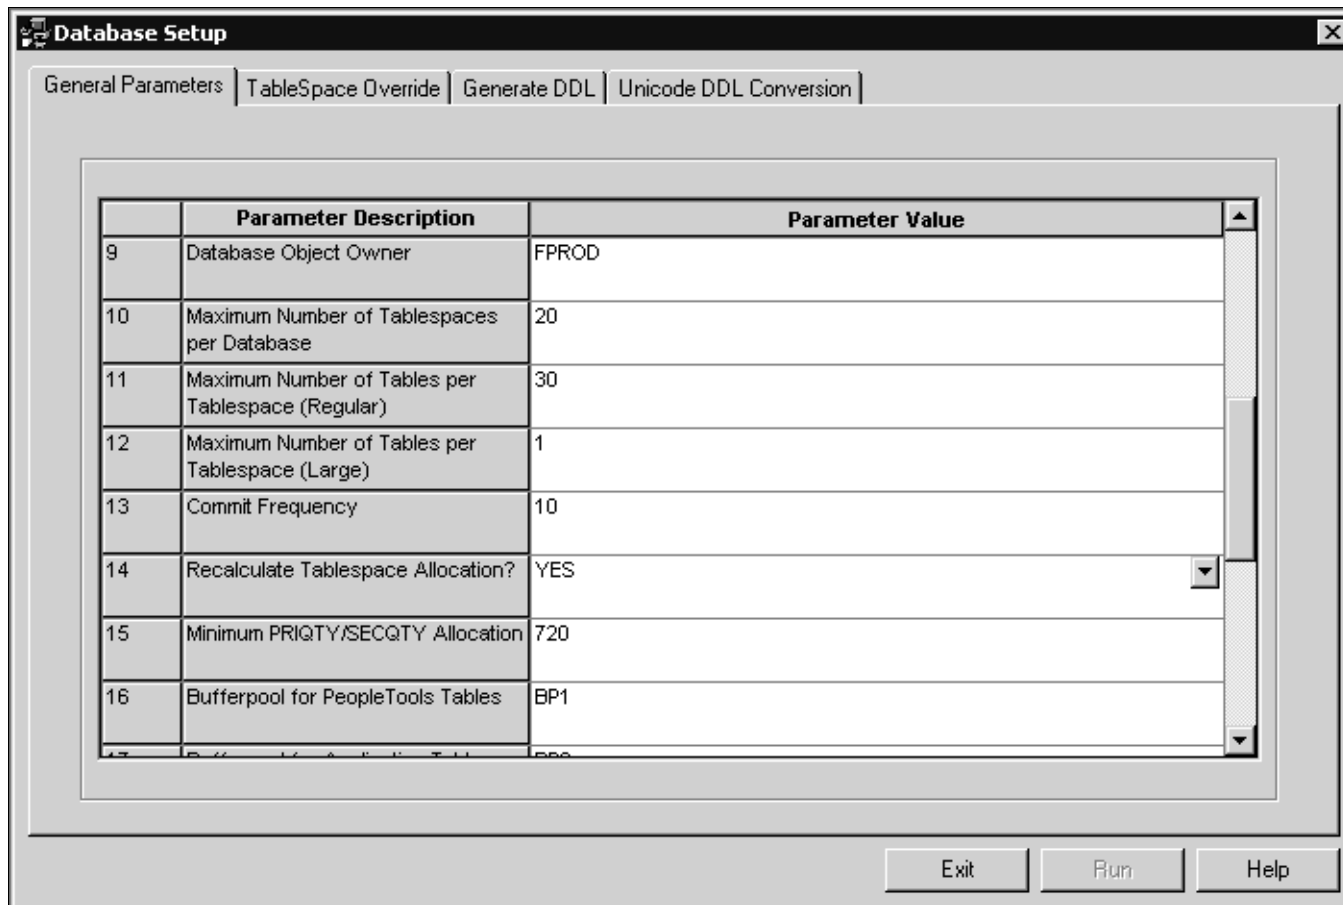 Database Setup
General Parameters TableSpace Override Generate DDL Unicode DDL Conversion
Parameter Description Parameter Value
9 Database Object Owner FPROD
10 Maximum Number of Tablespaces 20
per Database
11 Maximum Number of Tables per 30
Tablespace (Regular)
12 Maximum Number of Tables per 1
Tablespace (Large)
13 Commit Frequency 10
14 Recalculate Tablespace Allocation? YES
15 Minimum PRIQTY/SECQTY Allocation 720
16 Bufferpool for PeopleTools Tables BP1
Exit Run Help